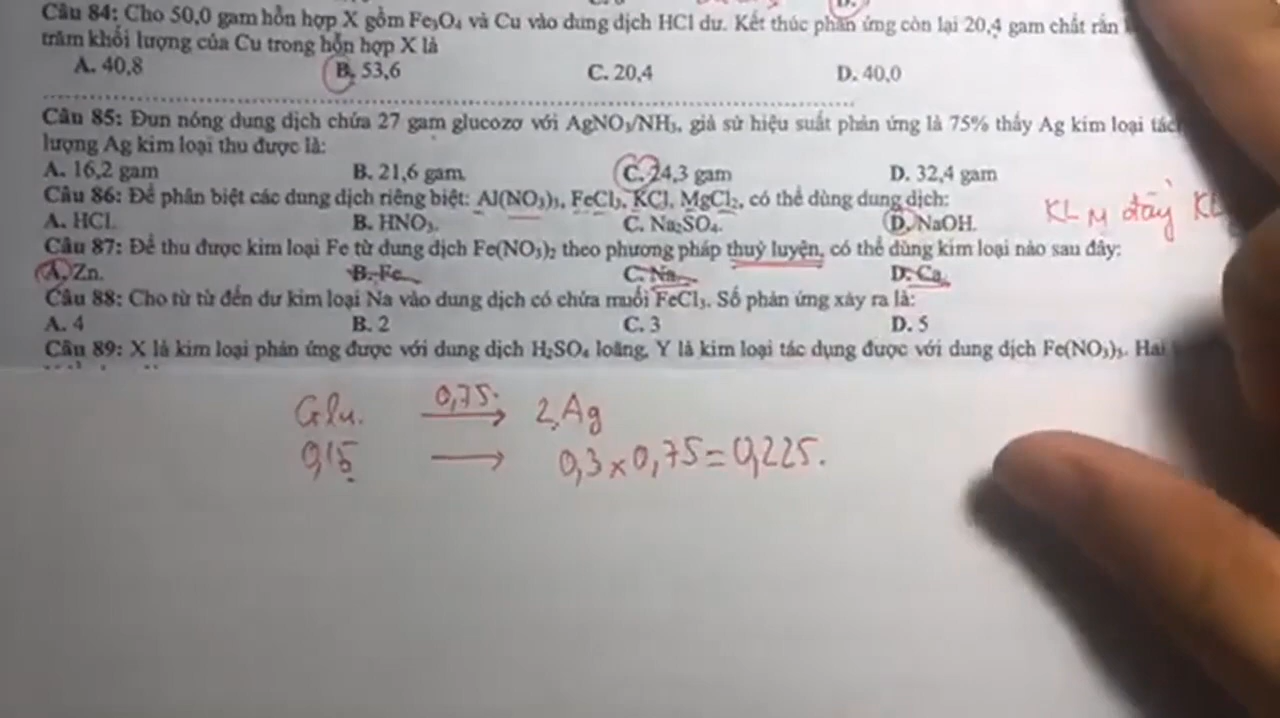 Câu 84: Cho 50,0 gam hỗn hợp X gồm Fe₃O₄ và Cu vào dung dịch HCl dư. Kết thúc phản ứng còn lại 20,4 gam chất rắn
trăm khối lượng của Cu trong hỗn hợp X là
A. 40,8 B. 53,6 C. 20,4 D. 40,0
Câu 85: Đun nóng dung dịch chứa 27 gam glucozơ với AgNO₃/NH₃, giả sử hiệu suất phản ứng là 75% thấy Ag kim loại tách
lượng Ag kim loại thu được là:
A. 16,2 gam B. 21,6 gam. C. 24,3 gam D. 32,4 gam
Câu 86: Để phân biệt các dung dịch riêng biệt: Al(NO₃)₃, FeCl₃, KCl, MgCl₂, có thể dùng dung dịch:
A. HCl. B. HNO₃. C. Na₂SO₄. D. NaOH.
KL M đẩy KL
Câu 87: Để thu được kim loại Fe từ dung dịch Fe(NO₃)₂ theo phương pháp thuỷ luyện, có thể dùng kim loại nào sau đây:
A. Zn. B. Fe. C. Na. D. Ca.
Câu 88: Cho từ từ đến dư kim loại Na vào dung dịch có chứa muối FeCl₃. Số phản ứng xảy ra là:
A. 4 B. 2 C. 3 D. 5
Câu 89: X là kim loại phản ứng được với dung dịch H₂SO₄ loãng, Y là kim loại tác dụng được với dung dịch Fe(NO₃)₃. Hai
Glu. 0,75. → 2Ag
0,15 → 0,3 x 0,75 = 0,225.